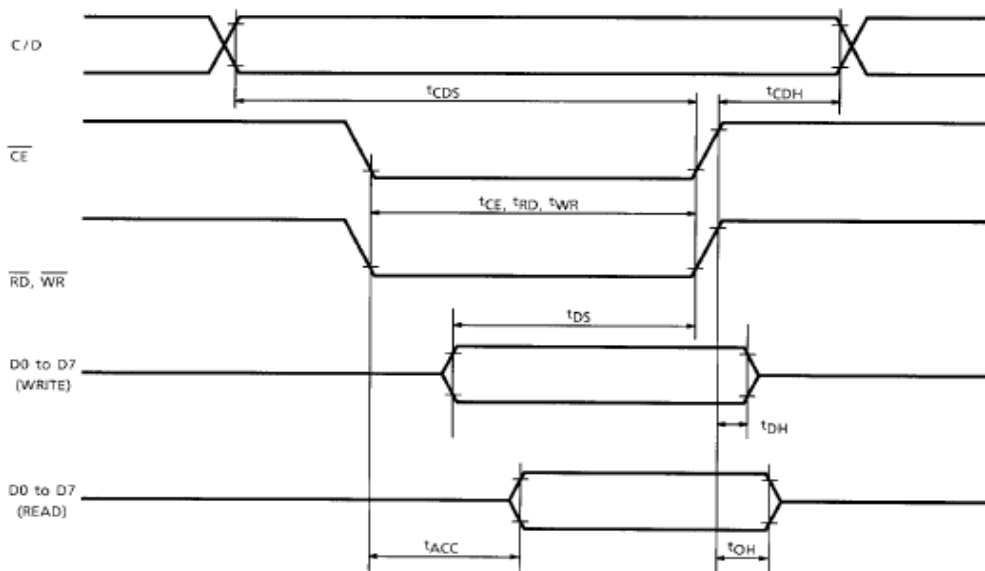 C/D
tCDS
tCDH
CE
tCE, tRD, tWR
RD, WR
tDS
D0 to D7
(WRITE)
tDH
D0 to D7
(READ)
tACC
tOH